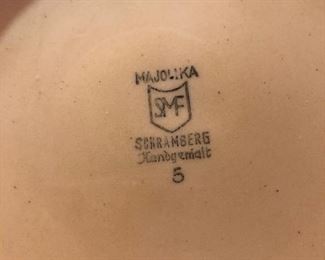 MAJOLIKA
SMF
SCHRAMBERG
Handgemalt
5